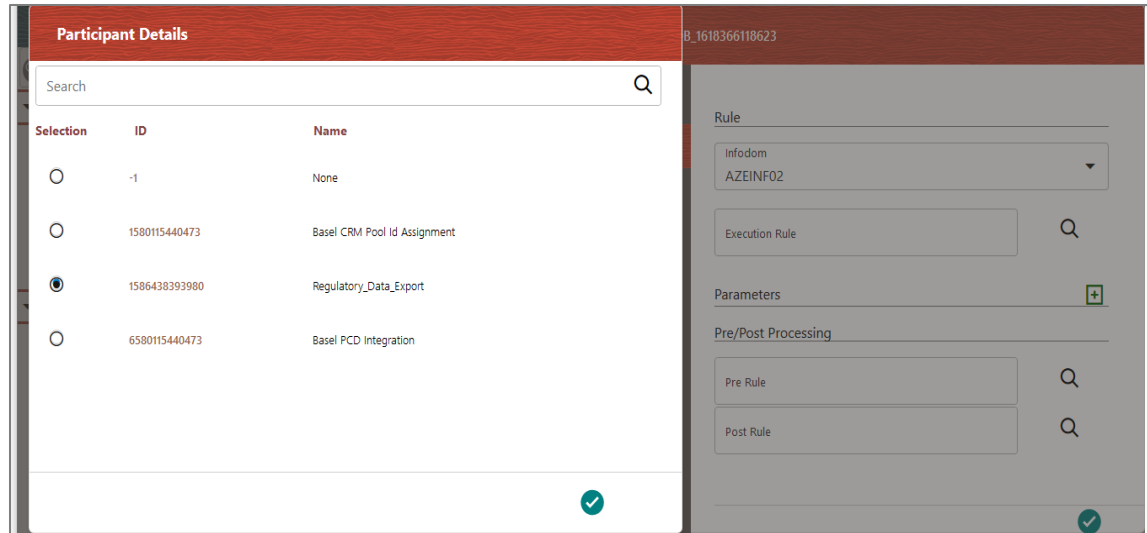 Participant Details
B_1618366118623
Search
Selection ID Name
-1 None
1580115440473 Basel CRM Pool Id Assignment
1586438393980 Regulatory_Data_Export
6580115440473 Basel PCD Integration
Rule
Infodom
AZEINF02
Execution Rule
Parameters
Pre/Post Processing
Pre Rule
Post Rule